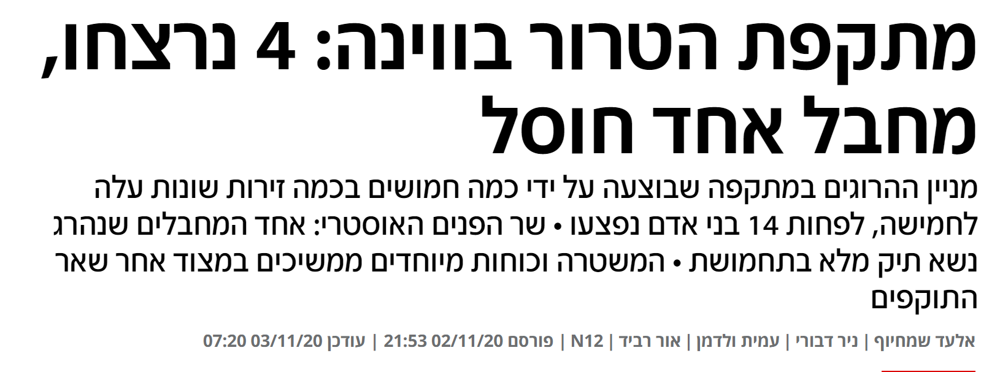 מתקפת הטרור בווינה: 4 נרצחו,
מחבל אחד חוסל
מניין ההרוגים במתקפה שבוצעה על ידי כמה חמושים בכמה זירות שונות עלה
לחמישה, לפחות 14 בני אדם נפצעו • שר הפנים האוסטרי: אחד המחבלים שנהרג
נשא תיק מלא בתחמושת • המשטרה וכוחות מיוחדים ממשיכים במצוד אחר שאר
התוקפים
אלעד שמחיוף | ניר דבורי | עמית ולדמן | אור רביד | N12 | פורסם 02/11/20 21:53 | עודכן 03/11/20 07:20